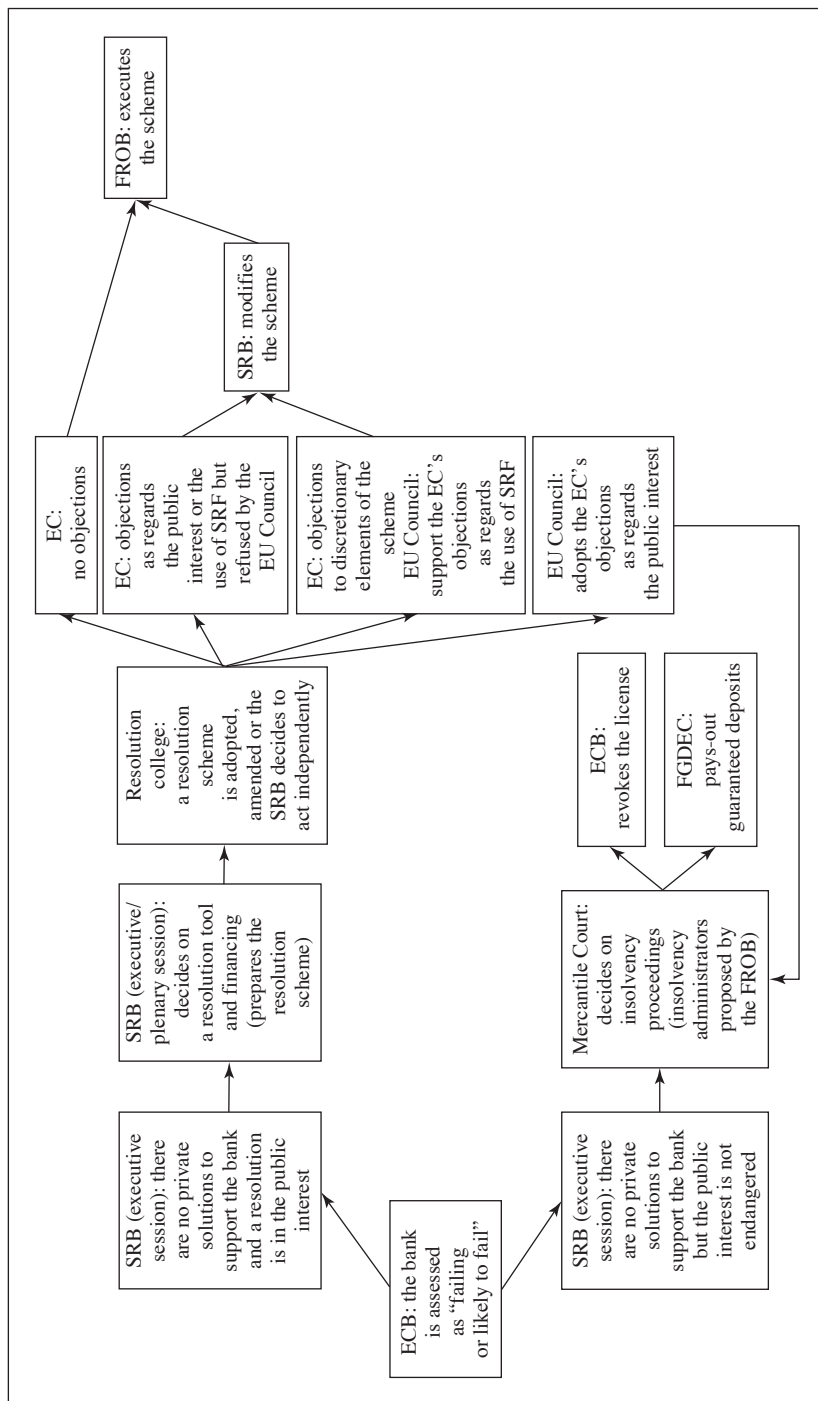 ECB: the bank
is assessed
as “failing
or likely to fail”
SRB (executive
session): there
are no private
solutions to
support the bank
and a resolution
is in the public
interest
SRB (executive/
plenary session):
decides on
a resolution tool
and financing
(prepares the
resolution
scheme)
Resolution
college:
a resolution
scheme
is adopted,
amended or the
SRB decides to
act independently
EC:
no objections
EC: objections
as regards
the public
interest or the
use of SRF but
refused by the
EU Council
EC: objections
to discretionary
elements of the
scheme
EU Council:
support the EC’s
objections
as regards
the use of SRF
EU Council:
adopts the EC’s
objections
as regards
the public interest
SRB: modifies
the scheme
FROB: executes
the scheme
SRB (executive
session): there
are no private
solutions to
support the bank
but the public
interest is not
endangered
Mercantile Court:
decides on
insolvency
proceedings
(insolvency
administrators
proposed by
the FROB)
ECB:
revokes the license
FGDEC:
pays-out
guaranteed deposits